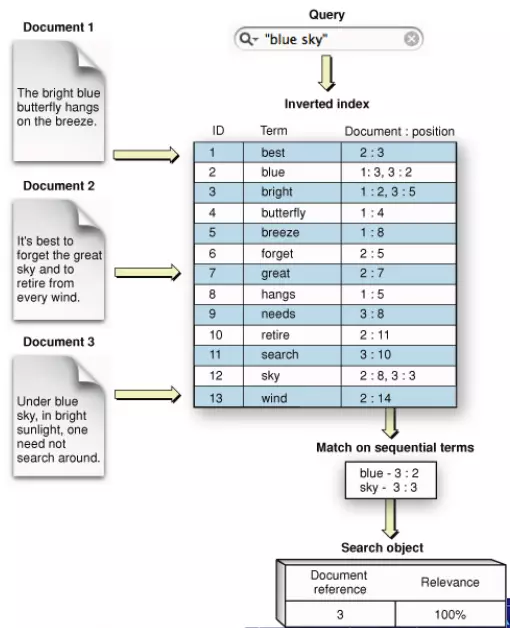 Document 1
The bright blue
butterfly hangs
on the breeze.
Document 2
It's best to
forget the great
sky and to
retire from
every wind.
Document 3
Under blue
sky, in bright
sunlight, one
need not
search around.
Query
"blue sky"
Inverted index
ID Term Document : position
1 best 2 : 3
2 blue 1: 3, 3 : 2
3 bright 1 : 2, 3 : 5
4 butterfly 1 : 4
5 breeze 1 : 8
6 forget 2 : 5
7 great 2 : 7
8 hangs 1 : 5
9 needs 3 : 8
10 retire 2 : 11
11 search 3 : 10
12 sky 2 : 8, 3 : 3
13 wind 2 : 14
Match on sequential terms
blue - 3 : 2
sky - 3 : 3
Search object
Document
reference
Relevance
3 100%